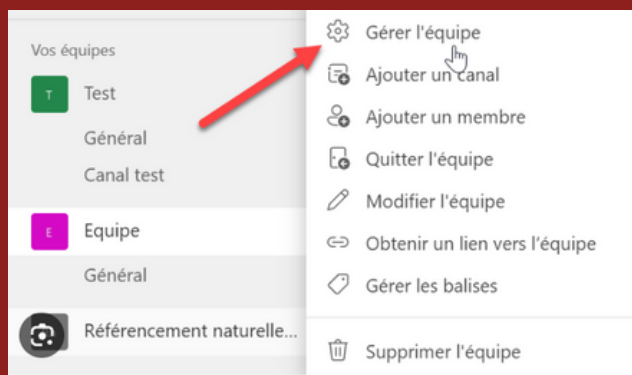 Vos équipes
T
Test
Général
Canal test
E
Equipe
Général
Référencement naturelle...
Gérer l'équipe
Ajouter un canal
Ajouter un membre
Quitter l'équipe
Modifier l'équipe
Obtenir un lien vers l'équipe
Gérer les balises
Supprimer l'équipe